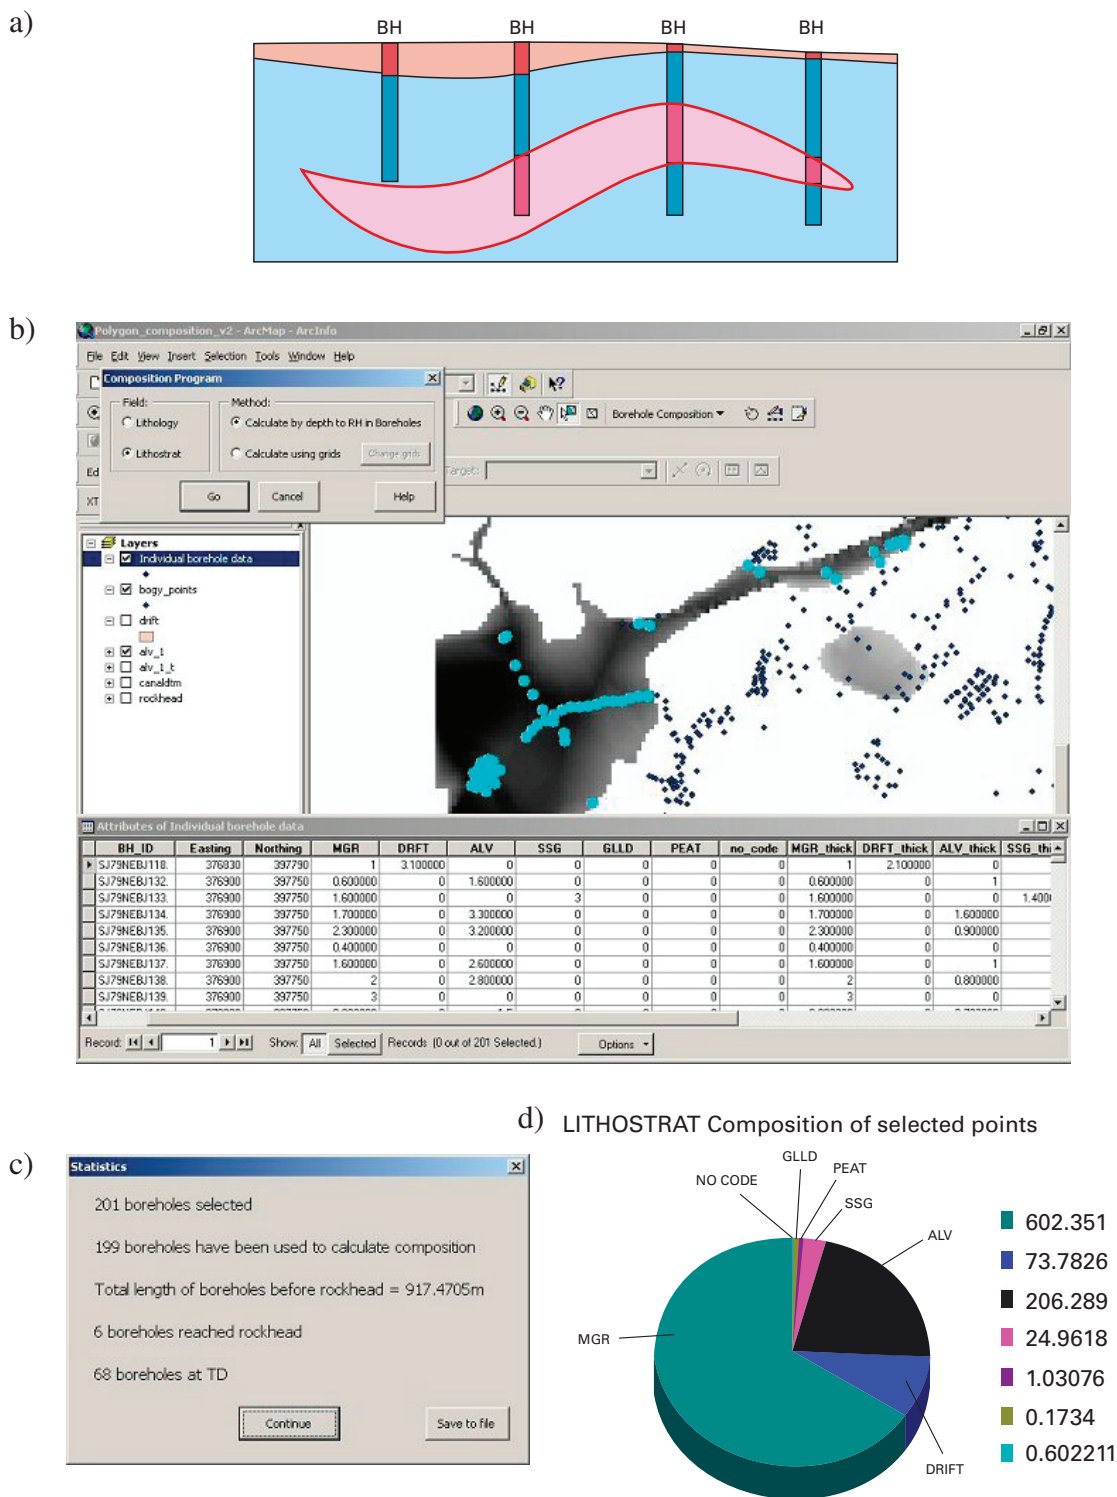 a)
BH BH BH BH
b)
Polygon_composition_v2 - ArcMap - ArcInfo
File Edit View Insert Selection Tools Window Help
Composition Program
Field:
Lithology
Lithostrat
Method:
Calculate by depth to RH in Boreholes
Calculate using grids
Change grids
Go Cancel Help
Borehole Composition
Ed
Target:
XT
Layers
Individual borehole data
bogy_points
drift
alv_1
alv_1_t
canaldtm
rockhead
Attributes of Individual borehole data
BH_ID Easting Northing MGR DRFT ALV SSG GLLD PEAT no_code MGR_thick DRFT_thick ALV_thick SSG_thi
SJ79NEBJ118. 376830 397790 1 3.100000 0 0 0 0 0 1 2.100000 0
SJ79NEBJ132. 376900 397750 0.600000 0 1.600000 0 0 0 0 0.600000 0 1
SJ79NEBJ133. 376900 397750 1.600000 0 0 3 0 0 0 1.600000 0 0 1.400
SJ79NEBJ134. 376900 397750 1.700000 0 3.300000 0 0 0 0 1.700000 0 1.600000
SJ79NEBJ135. 376900 397750 2.300000 0 3.200000 0 0 0 0 2.300000 0 0.900000
SJ79NEBJ136. 376900 397750 0.400000 0 0 0 0 0 0 0.400000 0 0
SJ79NEBJ137. 376900 397750 1.600000 0 2.600000 0 0 0 0 1.600000 0 1
SJ79NEBJ138. 376900 397750 2 0 2.800000 0 0 0 0 2 0 0.800000
SJ79NEBJ139. 376900 397750 3 0 0 0 0 0 0 3 0 0
Record: 1 Show: All Selected Records (0 out of 201 Selected.) Options
c)
Statistics
201 boreholes selected
199 boreholes have been used to calculate composition
Total length of boreholes before rockhead = 917.4705m
6 boreholes reached rockhead
68 boreholes at TD
Continue Save to file
d) LITHOSTRAT Composition of selected points
GLLD
PEAT
NO CODE
SSG
ALV
MGR
DRIFT
602.351
73.7826
206.289
24.9618
1.03076
0.1734
0.602211